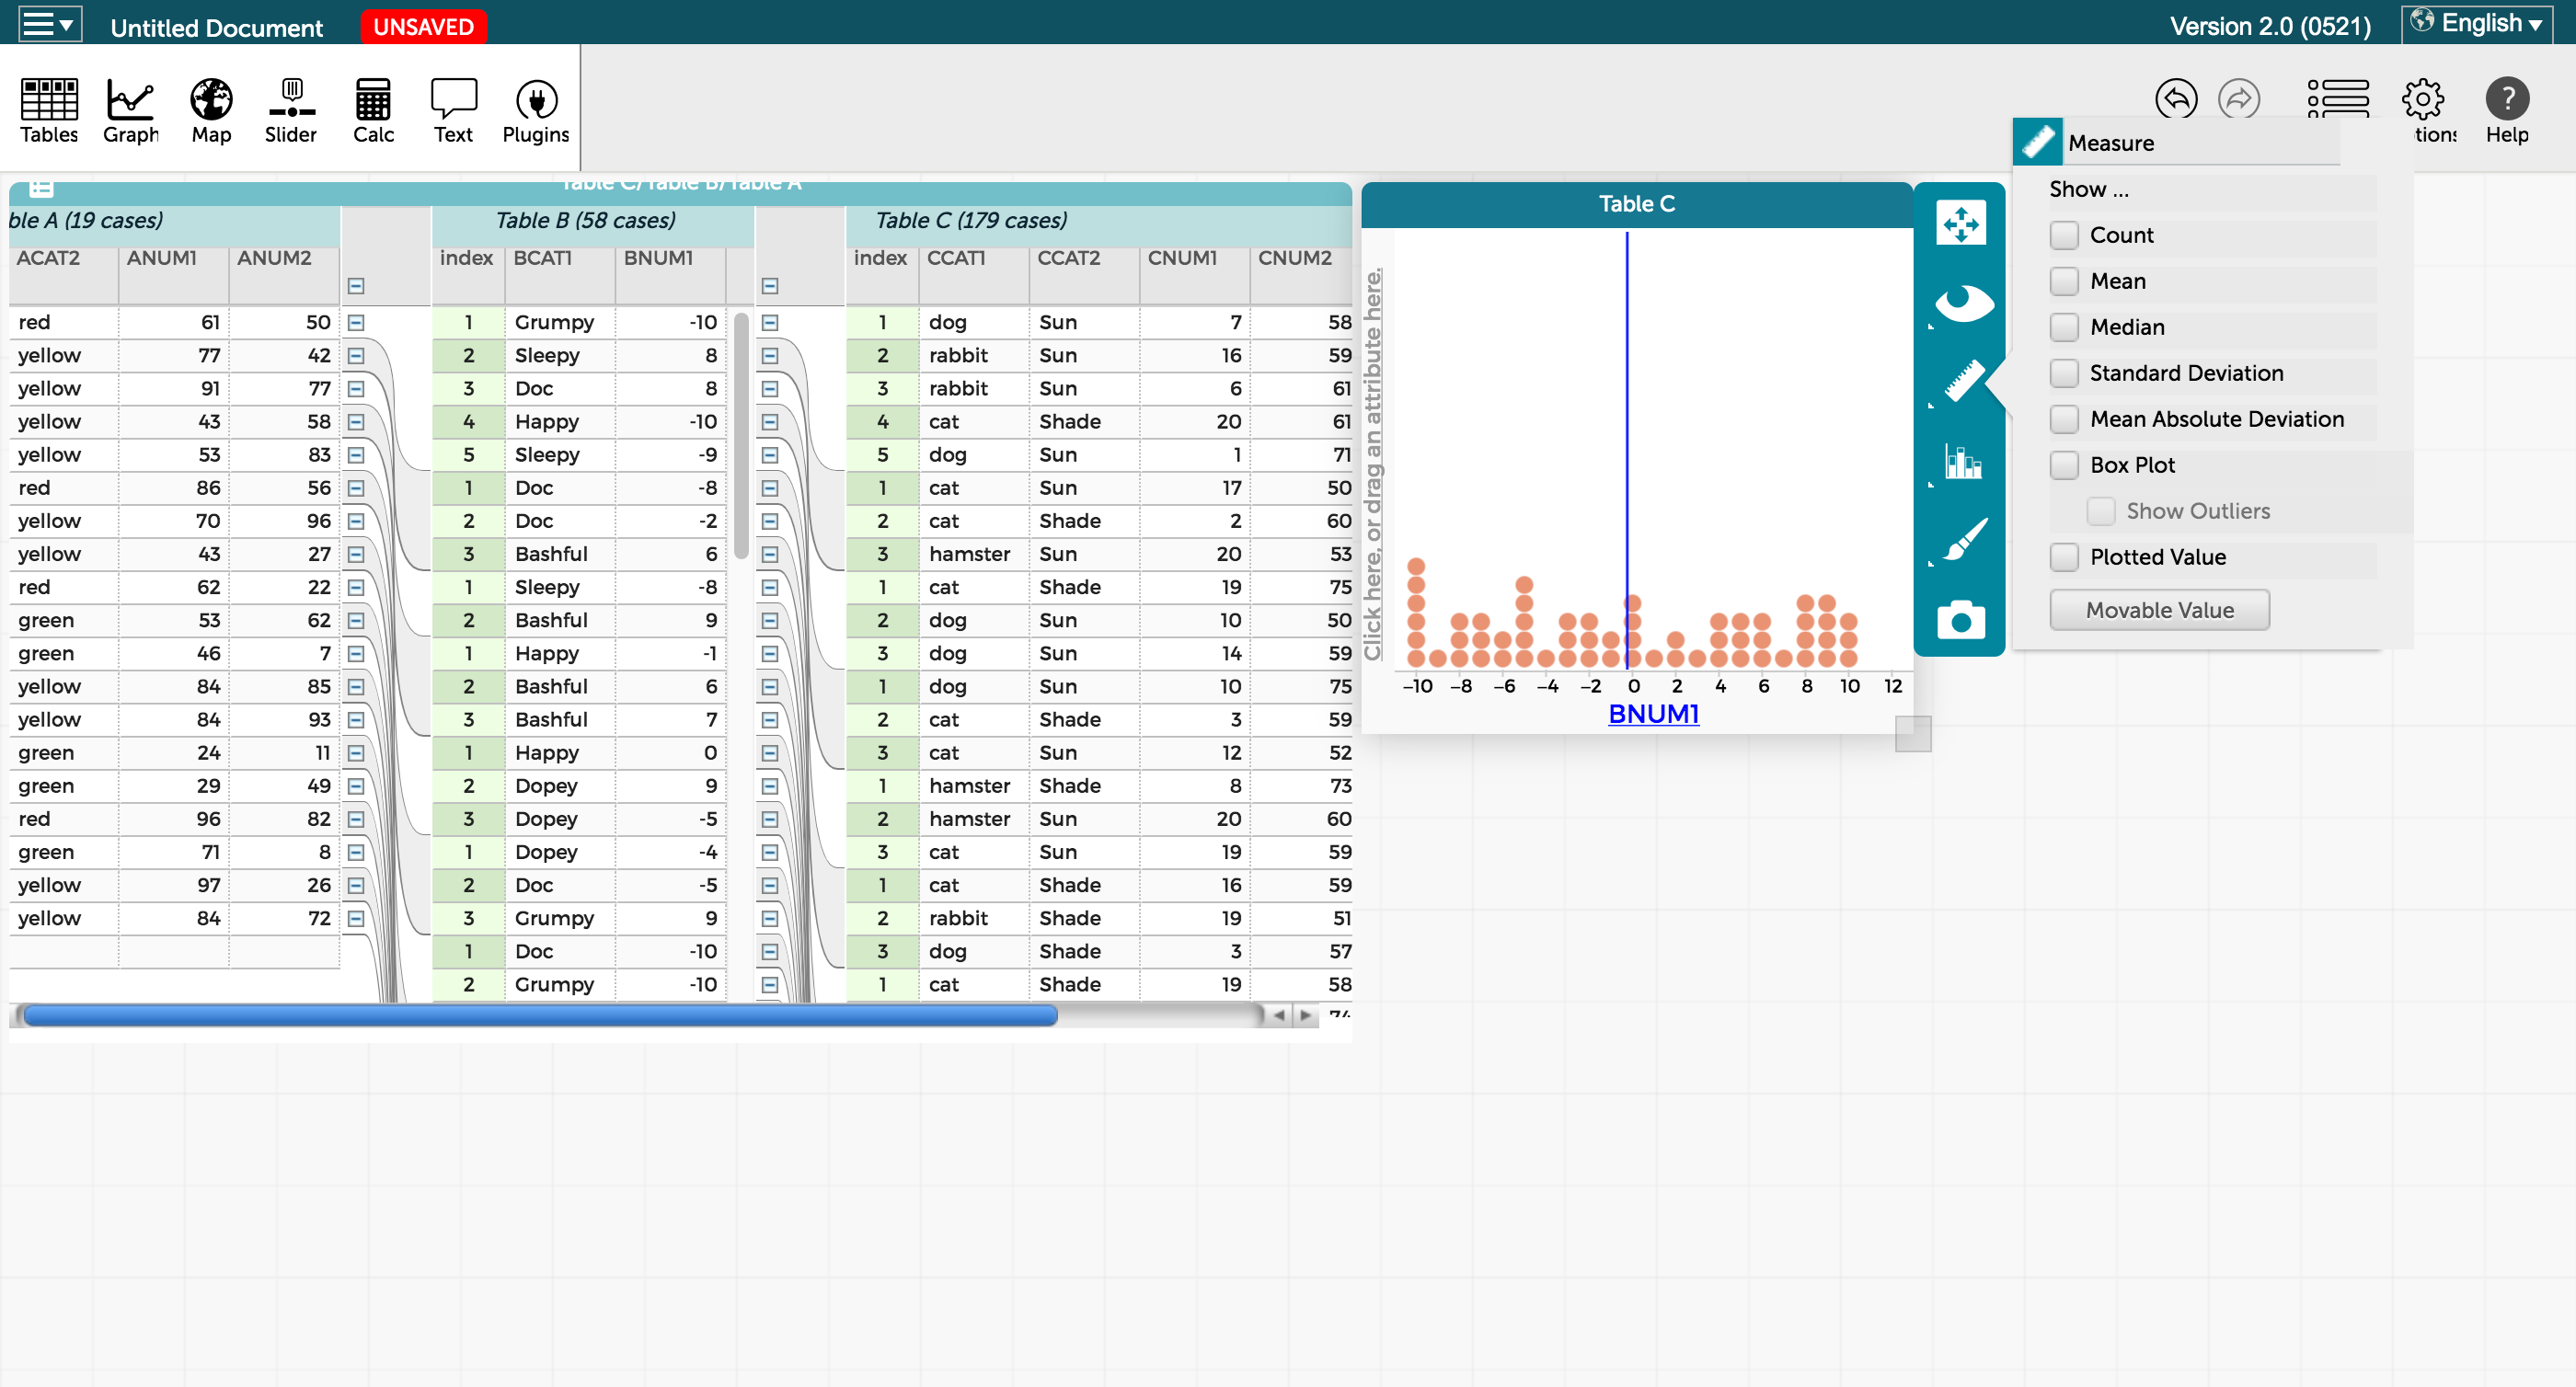 Untitled Document UNSAVED Version 2.0 (0521) English
Tables Graph Map Slider Calc Text Plugins tions Help
Table C/Table B/Table A
ble A (19 cases) Table B (58 cases) Table C (179 cases)
ACAT2 ANUM1 ANUM2 index BCAT1 BNUM1 index CCAT1 CCAT2 CNUM1 CNUM2
red 61 50 1 Grumpy -10 1 dog Sun 7 58
yellow 77 42 2 Sleepy 8 2 rabbit Sun 16 59
yellow 91 77 3 Doc 8 3 rabbit Sun 6 61
yellow 43 58 4 Happy -10 4 cat Shade 20 61
yellow 53 83 5 Sleepy -9 5 dog Sun 1 71
red 86 56 1 Doc -8 1 cat Sun 17 50
yellow 70 96 2 Doc -2 2 cat Shade 2 60
yellow 43 27 3 Bashful 6 3 hamster Sun 20 53
red 62 22 1 Sleepy -8 1 cat Shade 19 75
green 53 62 2 Bashful 9 2 dog Sun 10 50
green 46 7 1 Happy -1 3 dog Sun 14 59
yellow 84 85 2 Bashful 6 1 dog Sun 10 75
yellow 84 93 3 Bashful 7 2 cat Shade 3 59
green 24 11 1 Happy 0 3 cat Sun 12 52
green 29 49 2 Dopey 9 1 hamster Shade 8 73
red 96 82 3 Dopey -5 2 hamster Sun 20 60
green 71 8 1 Dopey -4 3 cat Sun 19 59
yellow 97 26 2 Doc -5 1 cat Shade 16 59
yellow 84 72 3 Grumpy 9 2 rabbit Shade 19 51
1 Doc -10 3 dog Shade 3 57
2 Grumpy -10 1 cat Shade 19 58
74
Table C
Click here, or drag an attribute here.
−10 −8 −6 −4 −2 0 2 4 6 8 10 12
BNUM1
Measure
Show ...
Count
Mean
Median
Standard Deviation
Mean Absolute Deviation
Box Plot
Show Outliers
Plotted Value
Movable Value